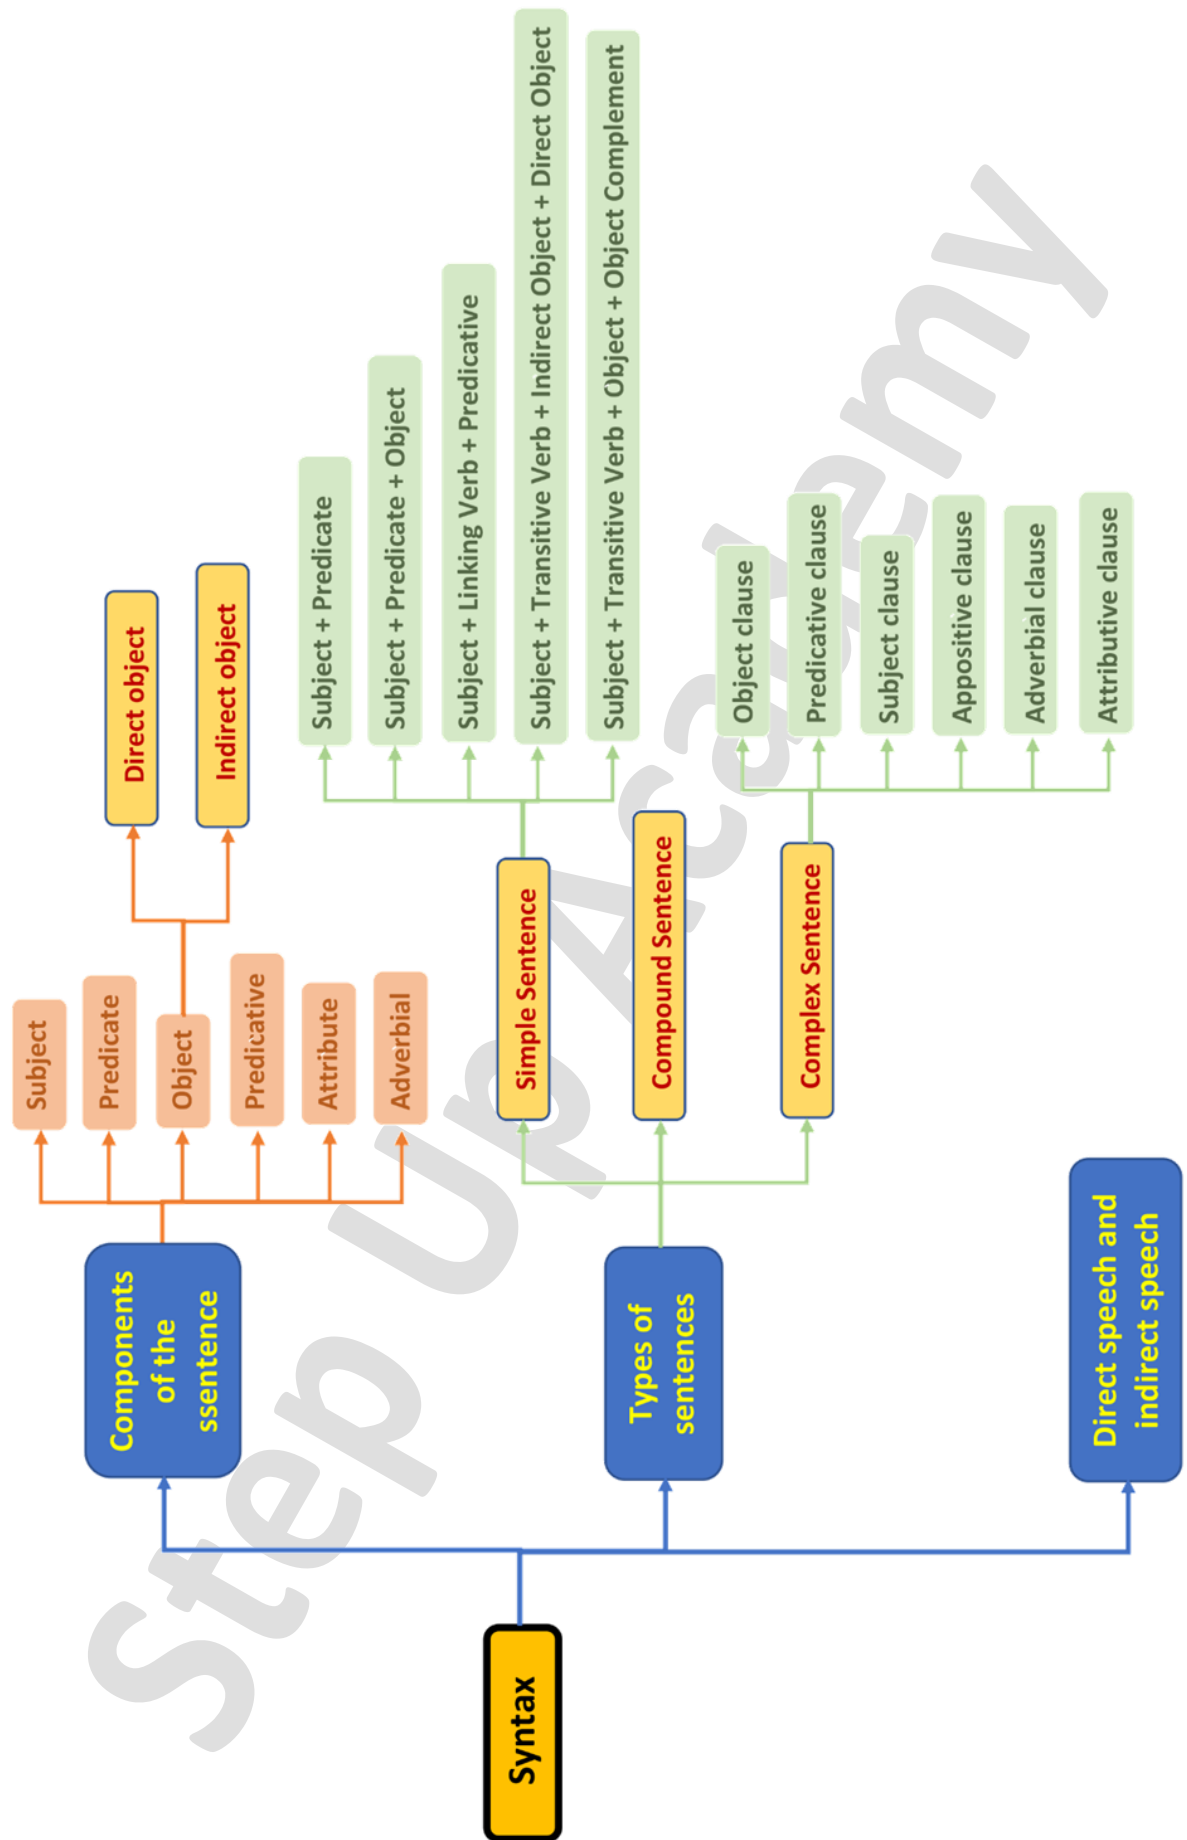 Syntax
Components
of the
ssentence
Subject
Predicate
Object
Direct object
Indirect object
Predicative
Attribute
Adverbial
Types of
sentences
Simple Sentence
Subject + Predicate
Subject + Predicate + Object
Subject + Linking Verb + Predicative
Subject + Transitive Verb + Indirect Object + Direct Object
Subject + Transitive Verb + Object + Object Complement
Compound Sentence
Complex Sentence
Object clause
Predicative clause
Subject clause
Appositive clause
Adverbial clause
Attributive clause
Direct speech and
indirect speech
Step Up Academy